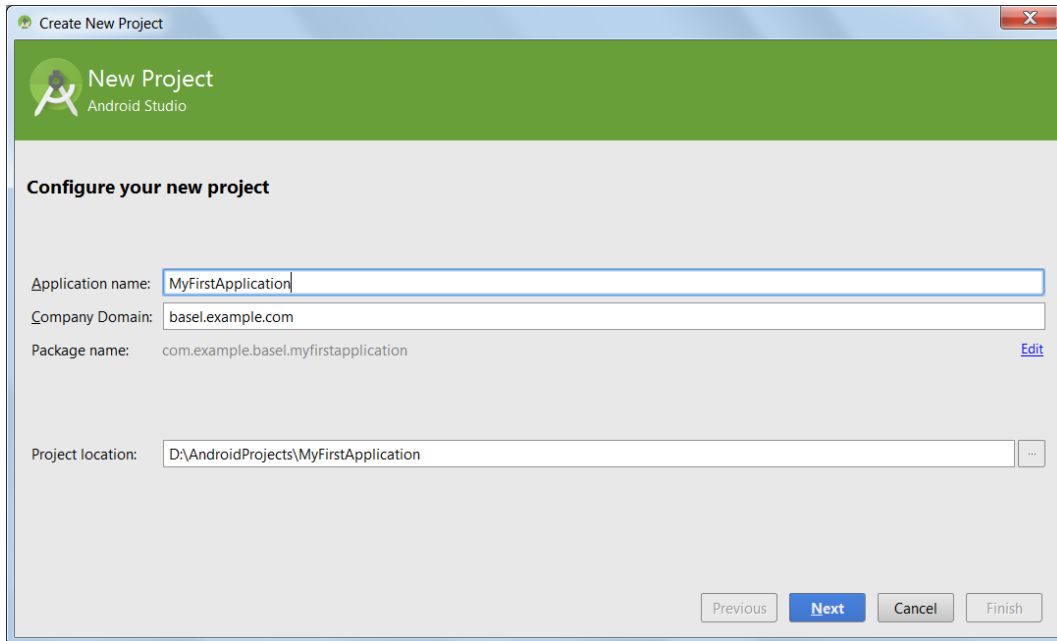 Create New Project
New Project
Android Studio
Configure your new project
Application name: MyFirstApplication
Company Domain: basel.example.com
Package name: com.example.basel.myfirstapplication Edit
Project location: D:\AndroidProjects\MyFirstApplication ...
Previous Next Cancel Finish